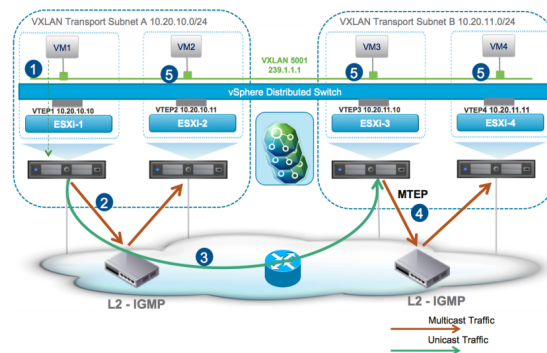 VXLAN Transport Subnet A 10.20.10.0/24
VXLAN Transport Subnet B 10.20.11.0/24
VM1
VM2
VM3
VM4
1
5
VXLAN 5001
239.1.1.1
5
5
vSphere Distributed Switch
VTEP1 10.20.10.10
VTEP2 10.20.10.11
VTEP3 10.20.11.10
VTEP4 10.20.11.11
ESXi-1
ESXi-2
ESXi-3
ESXi-4
MTEP
2
4
3
L2 - IGMP
L2 - IGMP
Multicast Traffic
Unicast Traffic